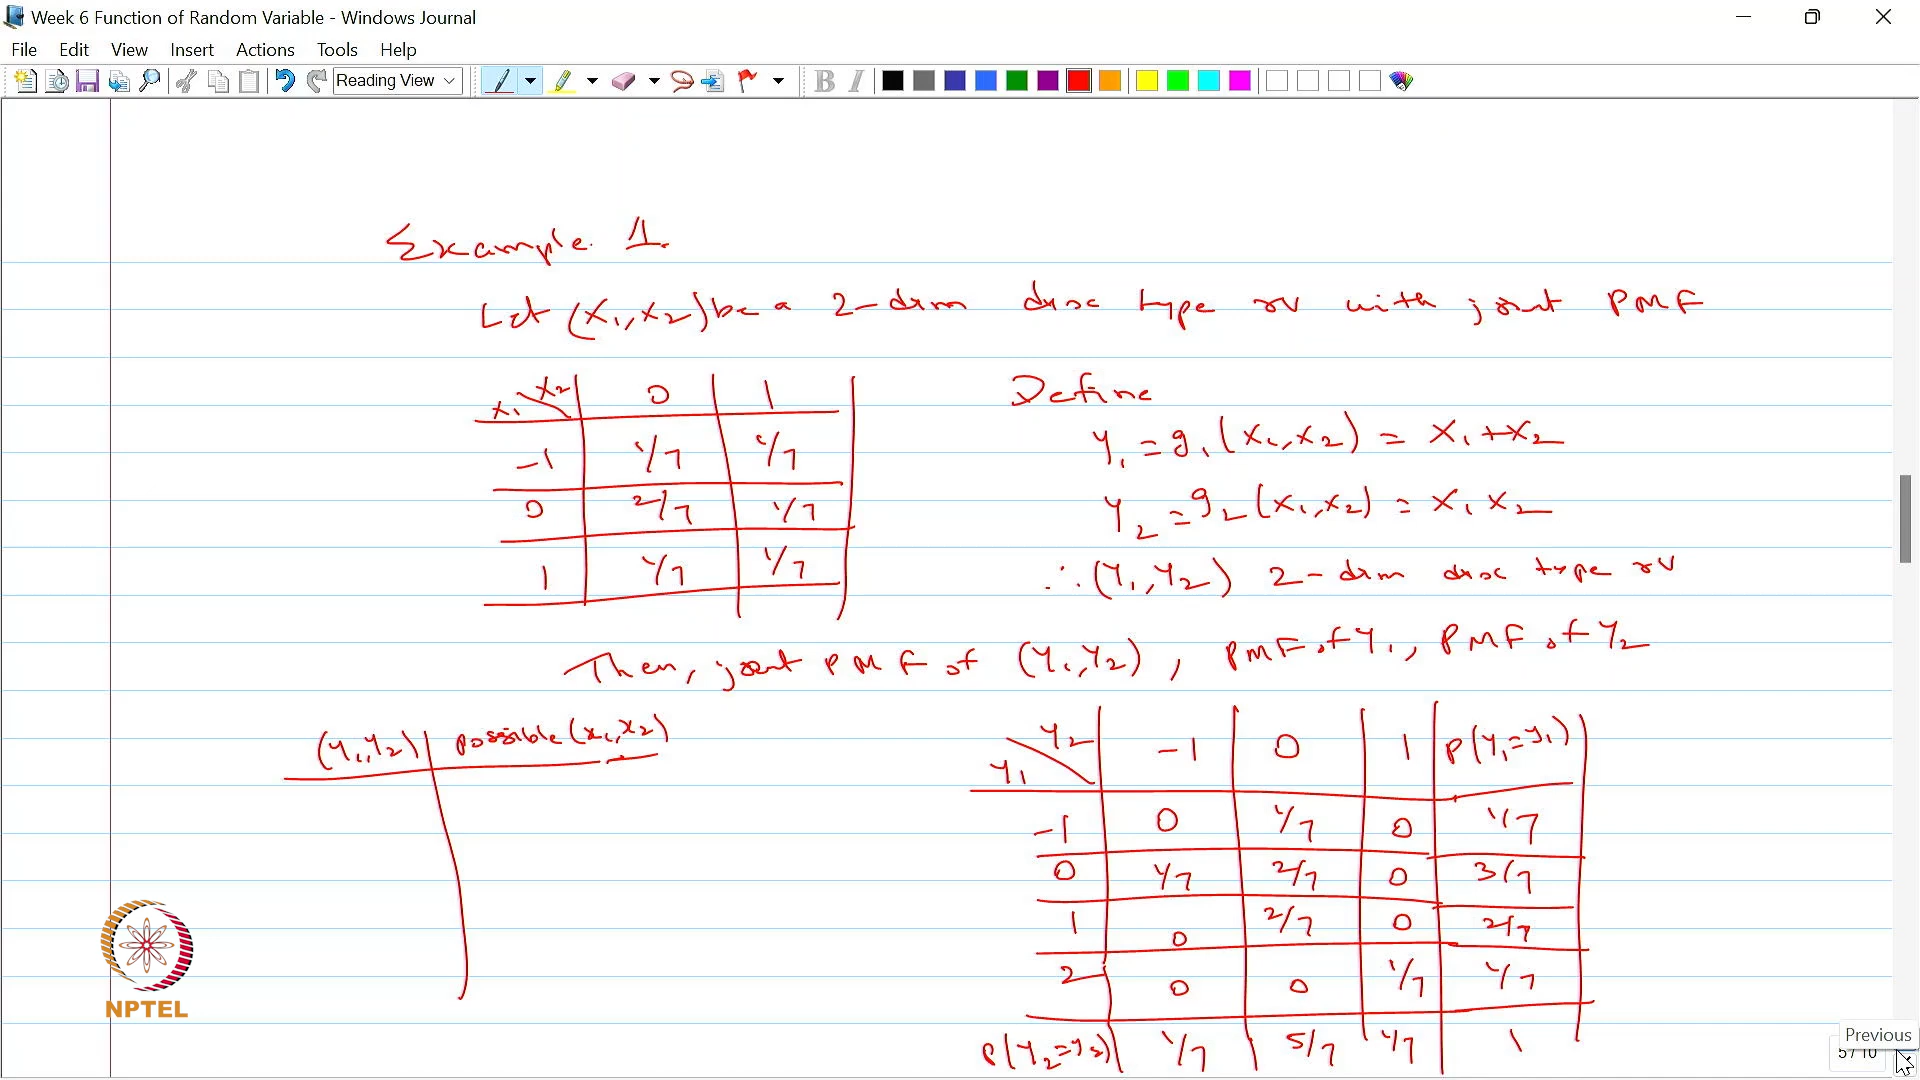 Week 6 Function of Random Variable - Windows Journal
File Edit View Insert Actions Tools Help
Reading View B I
Example 1.
Let (X1, X2) be a 2-dim disc type rv with joint PMF
X1 X2 0 1
-1 1/7 1/7
0 2/7 1/7
1 1/7 1/7
Define
Y1 = g1(X1, X2) = X1 + X2
Y2 = g2(X1, X2) = X1 X2
∴ (Y1, Y2) 2-dim disc type rv
Then, joint PMF of (Y1, Y2), PMF of Y1, PMF of Y2
(Y1, Y2) possible (X1, X2)
Y1 Y2 -1 0 1 P(Y1=y1)
-1 0 1/7 0 1/7
0 1/7 2/7 0 3/7
1 0 2/7 0 2/7
2 0 0 1/7 1/7
P(Y2=y2) 1/7 5/7 1/7 1
NPTEL
Previous
5 / 10